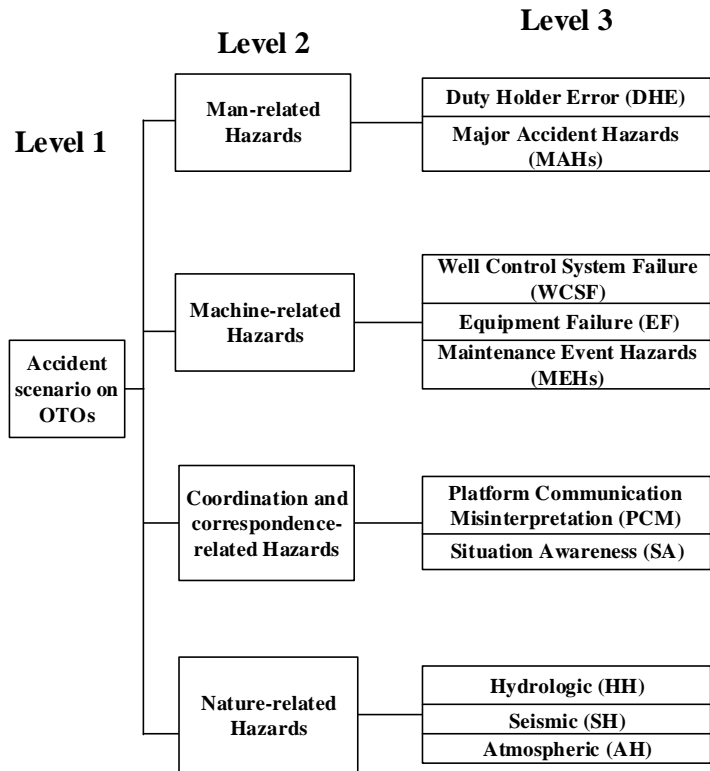 Level 1
Level 2
Level 3
Accident
scenario on
OTOs
Man-related
Hazards
Duty Holder Error (DHE)
Major Accident Hazards
(MAHs)
Machine-related
Hazards
Well Control System Failure
(WCSF)
Equipment Failure (EF)
Maintenance Event Hazards
(MEHs)
Coordination and
correspondence-
related Hazards
Platform Communication
Misinterpretation (PCM)
Situation Awareness (SA)
Nature-related
Hazards
Hydrologic (HH)
Seismic (SH)
Atmospheric (AH)